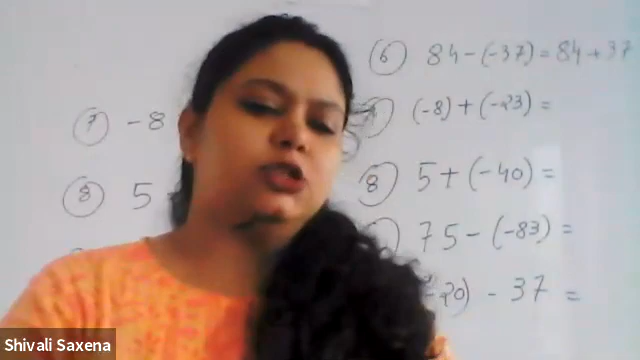 ⑥ 84-(-37) = 84+37
⑦ -8
(-8) + (-23) =
⑧ 5
⑧ 5+(-40) =
75 - (-83) =
-20) - 37 =
Shivali Saxena